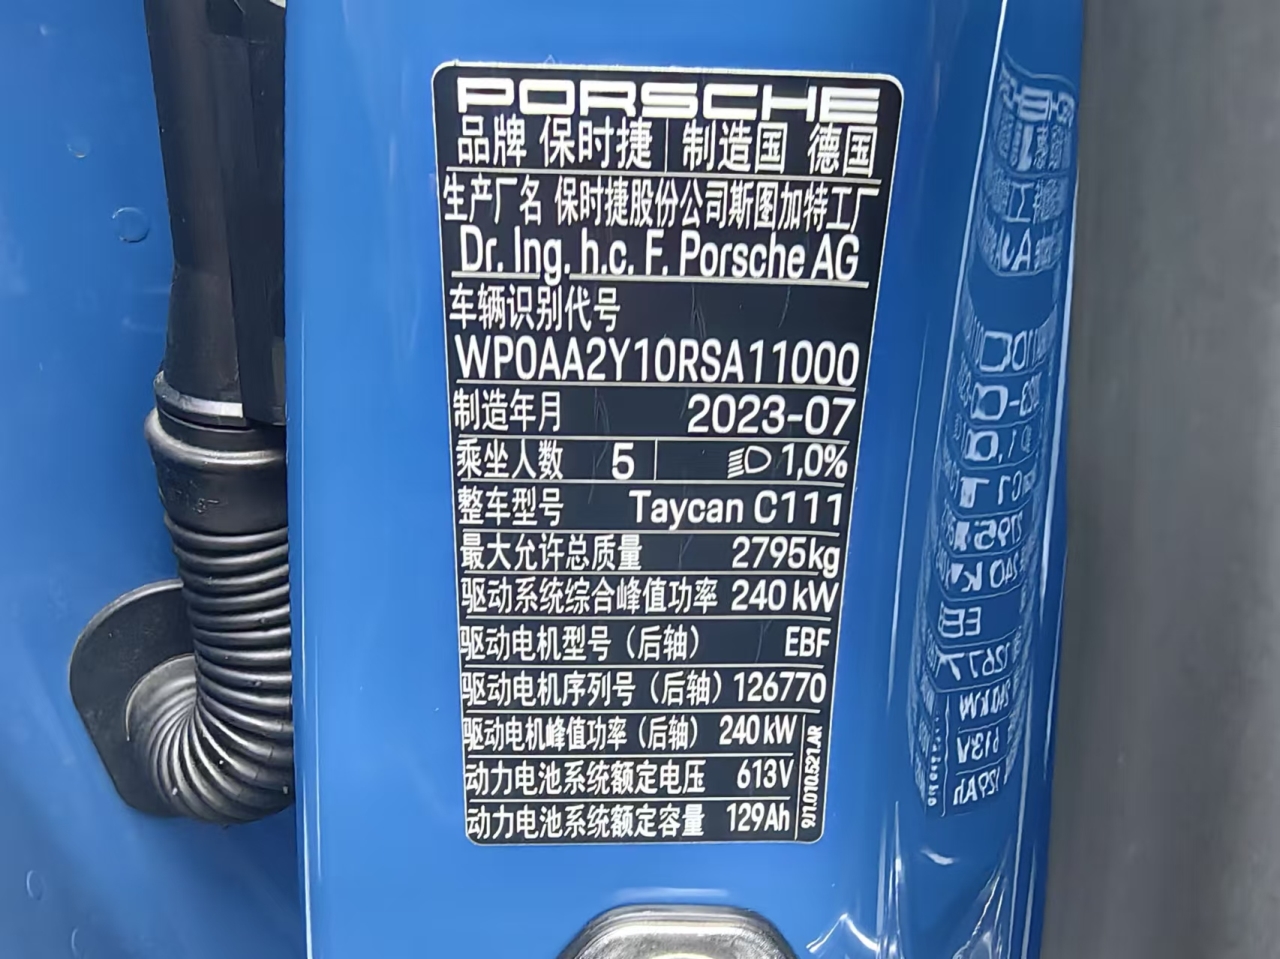 PORSCHE
品牌 保时捷 制造国 德国
生产厂名 保时捷股份公司斯图加特工厂
Dr. Ing. h.c. F. Porsche AG
车辆识别代号
WP0AA2Y10RSA11000
制造年月 2023-07
乘坐人数 5 1,0%
整车型号 Taycan C111
最大允许总质量 2795kg
驱动系统综合峰值功率 240 kW
驱动电机型号（后轴） EBF
驱动电机序列号（后轴） 126770
驱动电机峰值功率（后轴） 240 kW
动力电池系统额定电压 613V
动力电池系统额定容量 129Ah
9J1.010.521.AR